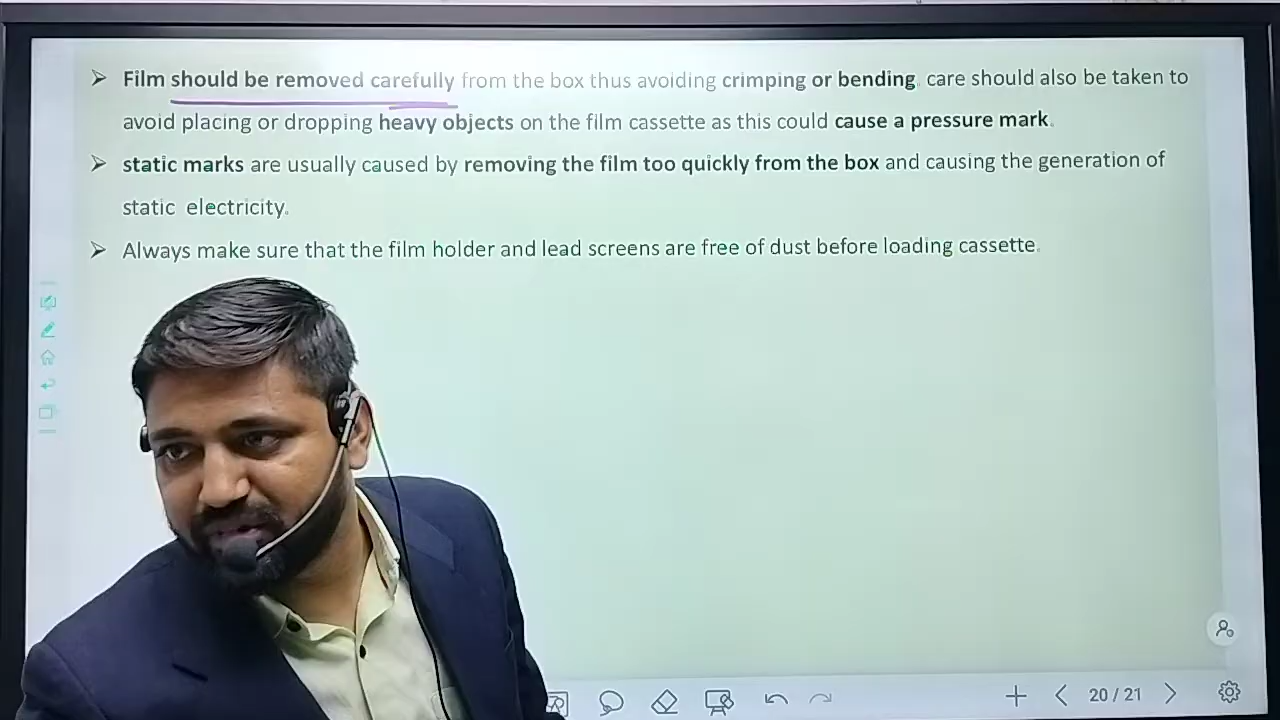 ➢ Film should be removed carefully from the box thus avoiding crimping or bending. care should also be taken to
avoid placing or dropping heavy objects on the film cassette as this could cause a pressure mark.
➢ static marks are usually caused by removing the film too quickly from the box and causing the generation of
static electricity.
➢ Always make sure that the film holder and lead screens are free of dust before loading cassette.
20 / 21